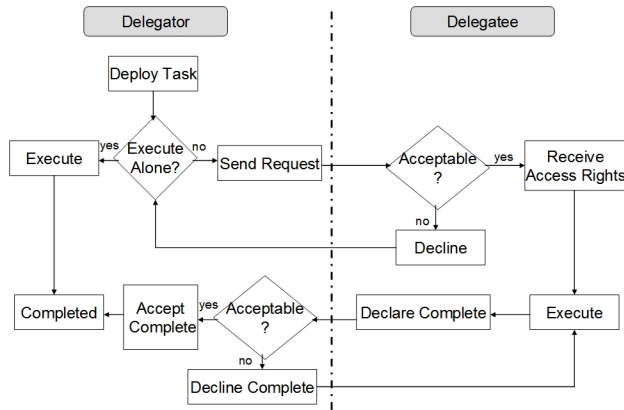 Delegator
Delegatee
Deploy Task
Execute
Alone?
yes
no
Execute
Send Request
Acceptable
?
yes
no
Receive
Access Rights
Decline
Completed
Accept
Complete
yes
Acceptable
?
no
Declare Complete
Execute
Decline Complete